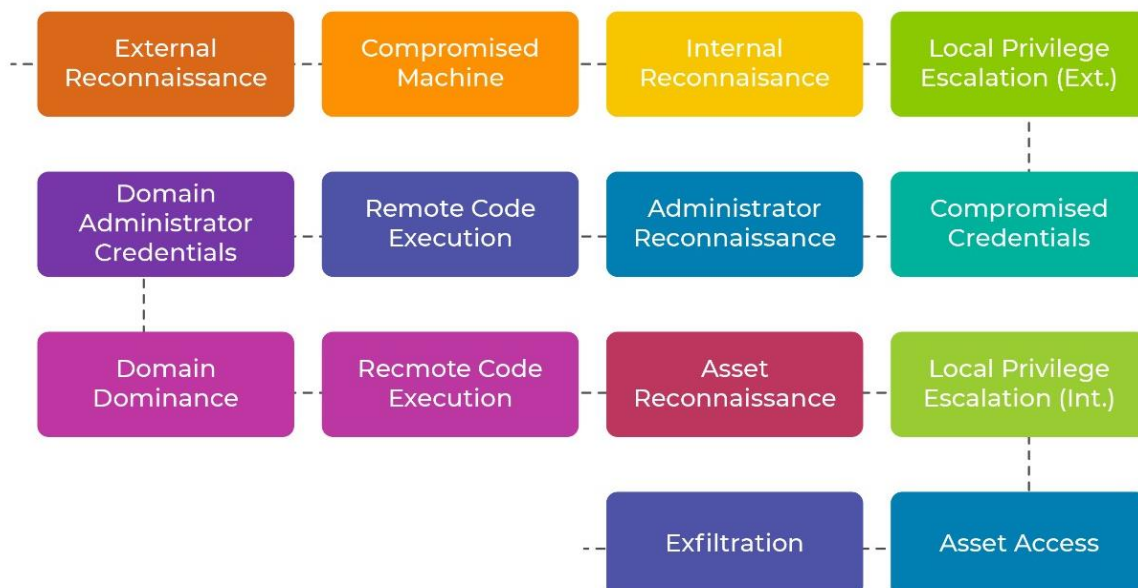 External
Reconnaissance
Compromised
Machine
Internal
Reconnaisance
Local Privilege
Escalation (Ext.)
Domain
Administrator
Credentials
Remote Code
Execution
Administrator
Reconnaissance
Compromised
Credentials
Domain
Dominance
Recmote Code
Execution
Asset
Reconnaissance
Local Privilege
Escalation (Int.)
Exfiltration
Asset Access